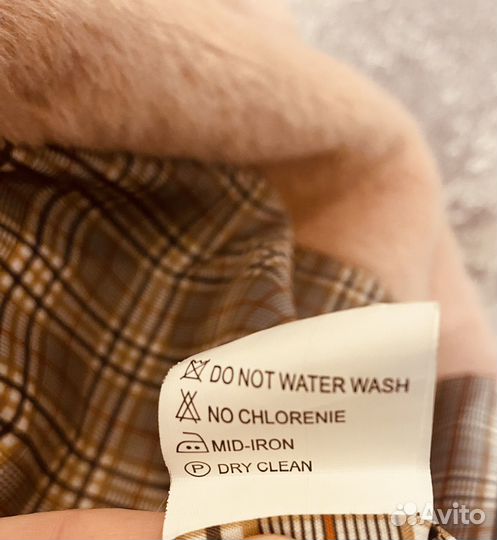 DO NOT WATER WASH
NO CHLORENIE
MID-IRON
P DRY CLEAN
Avito